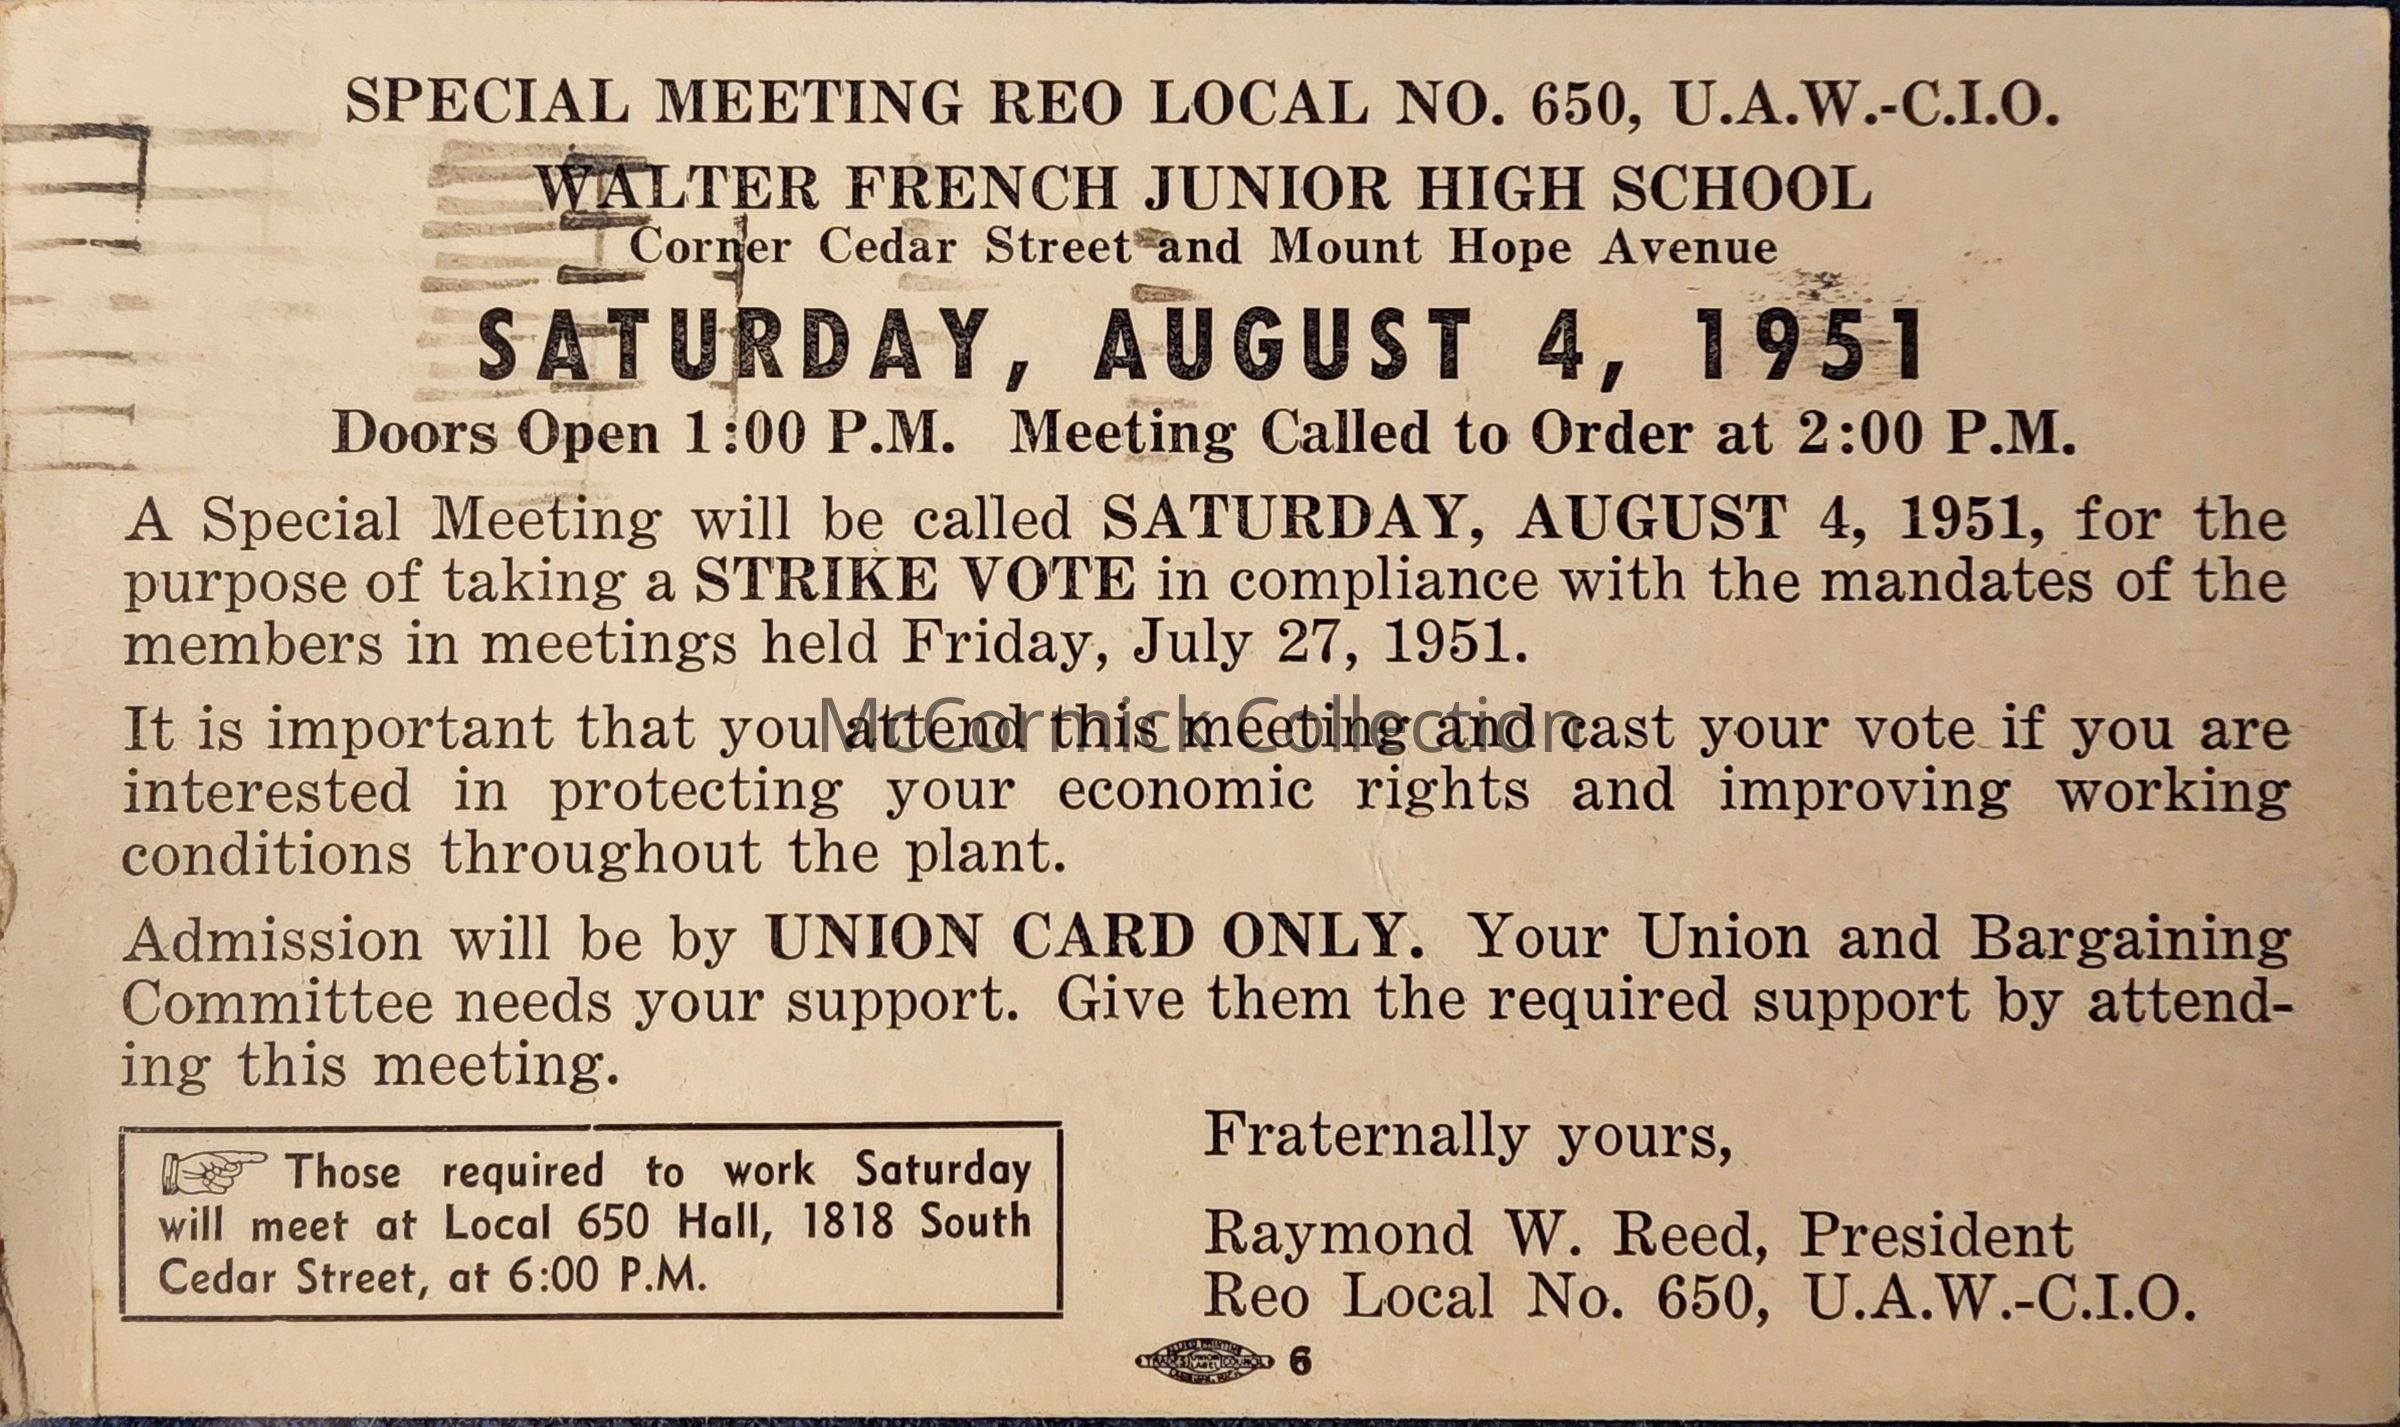 SPECIAL MEETING REO LOCAL NO. 650, U.A.W.-C.I.O.
WALTER FRENCH JUNIOR HIGH SCHOOL
Corner Cedar Street and Mount Hope Avenue
SATURDAY, AUGUST 4, 1951
Doors Open 1:00 P.M. Meeting Called to Order at 2:00 P.M.
A Special Meeting will be called SATURDAY, AUGUST 4, 1951, for the
purpose of taking a STRIKE VOTE in compliance with the mandates of the
members in meetings held Friday, July 27, 1951.
It is important that you attend this meeting and cast your vote if you are
McCormick Collection
interested in protecting your economic rights and improving working
conditions throughout the plant.
Admission will be by UNION CARD ONLY. Your Union and Bargaining
Committee needs your support. Give them the required support by attend-
ing this meeting.
Those required to work Saturday
will meet at Local 650 Hall, 1818 South
Cedar Street, at 6:00 P.M.
Fraternally yours,
Raymond W. Reed, President
Reo Local No. 650, U.A.W.-C.I.O.
ALLIED PRINTING
TRADES UNION LABEL COUNCIL
6